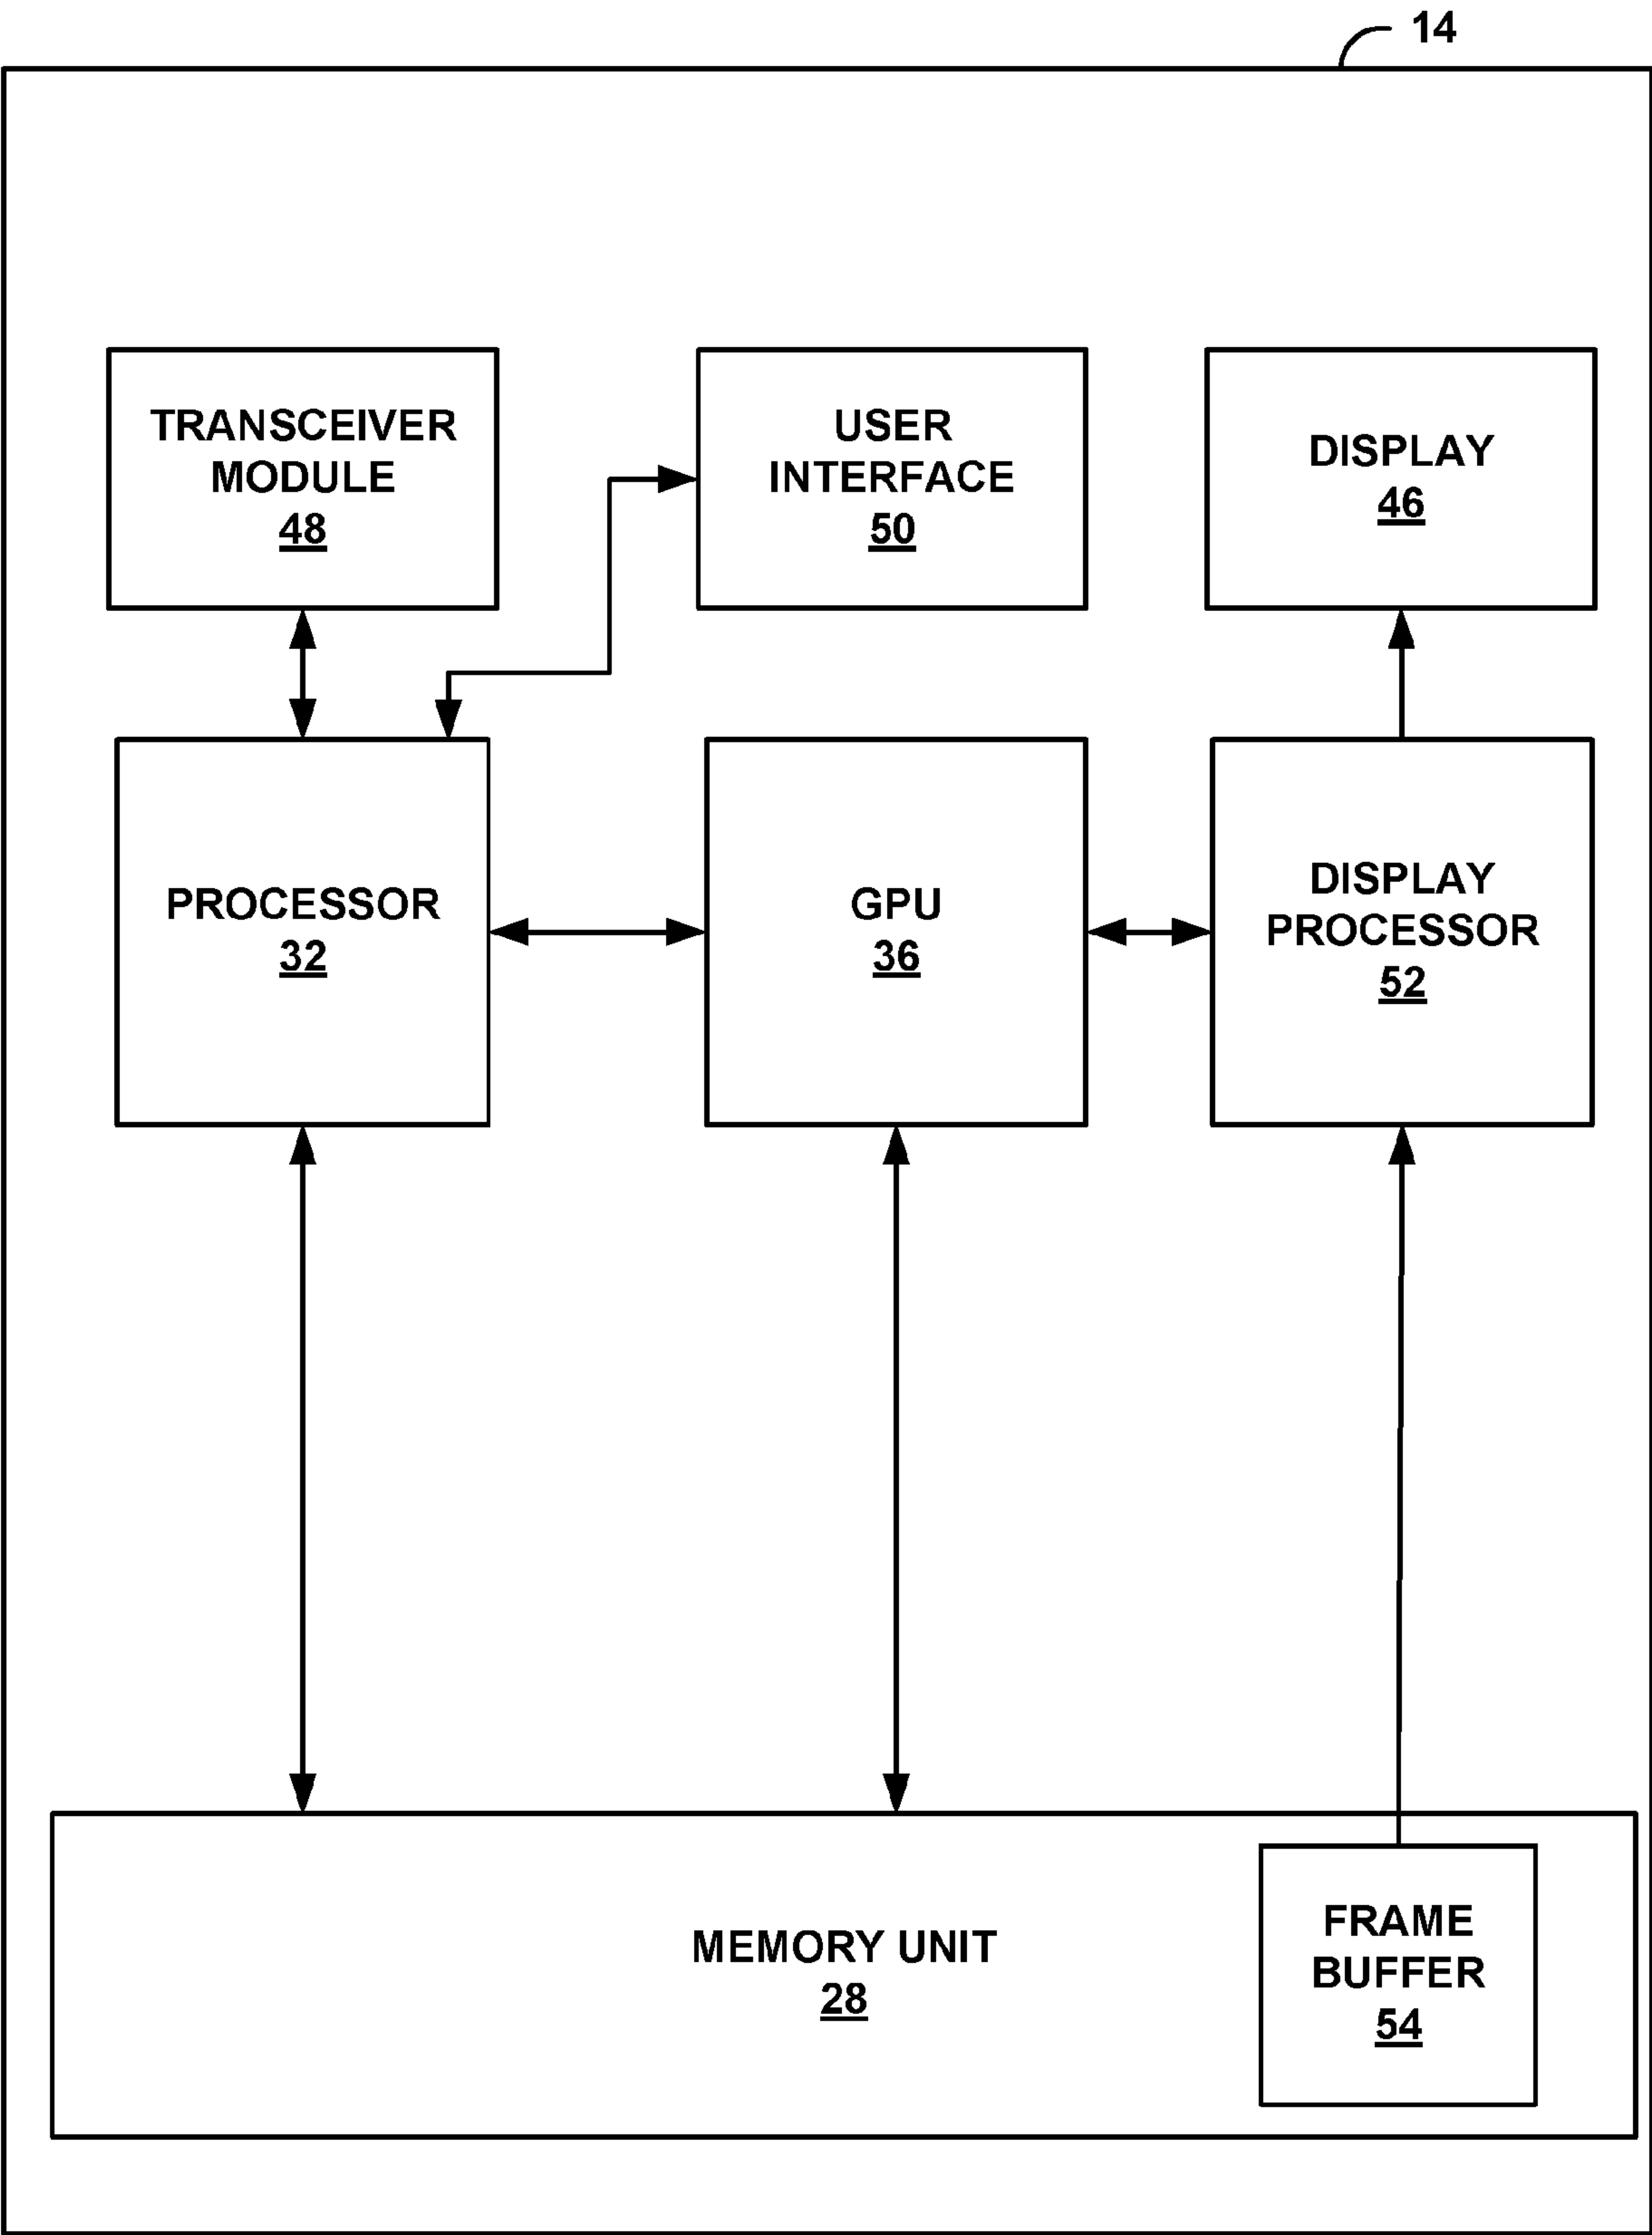 14
TRANSCEIVER
MODULE
48
USER
INTERFACE
50
DISPLAY
46
PROCESSOR
32
GPU
36
DISPLAY
PROCESSOR
52
MEMORY UNIT
28
FRAME
BUFFER
54